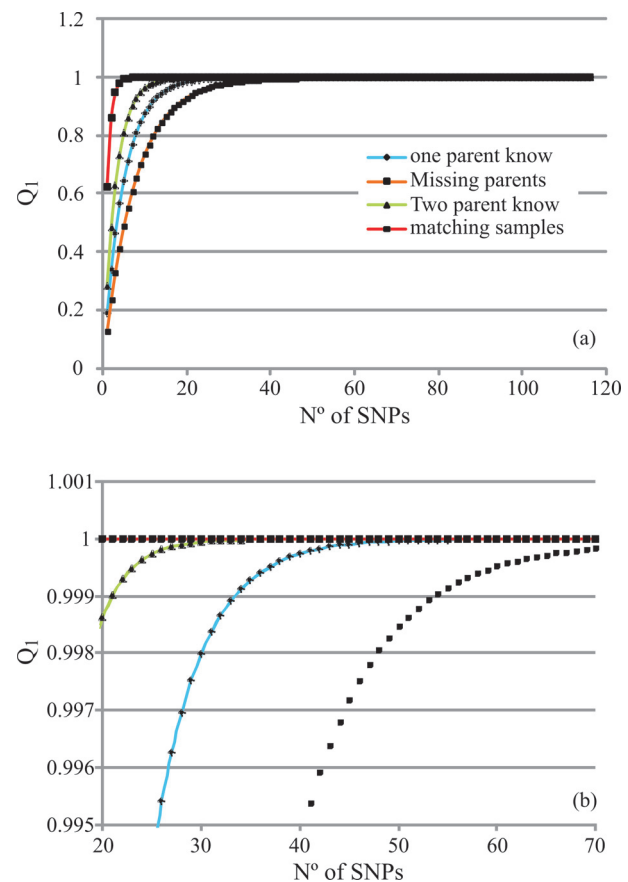 1.2
1
0.8
0.6
0.4
0.2
0
Q1
one parent know
Missing parents
Two parent know
matching samples
(a)
0 20 40 60 80 100 120
Nº of SNPs
1.001
1
0.999
0.998
0.997
0.996
0.995
Q1
(b)
20 30 40 50 60 70
Nº of SNPs